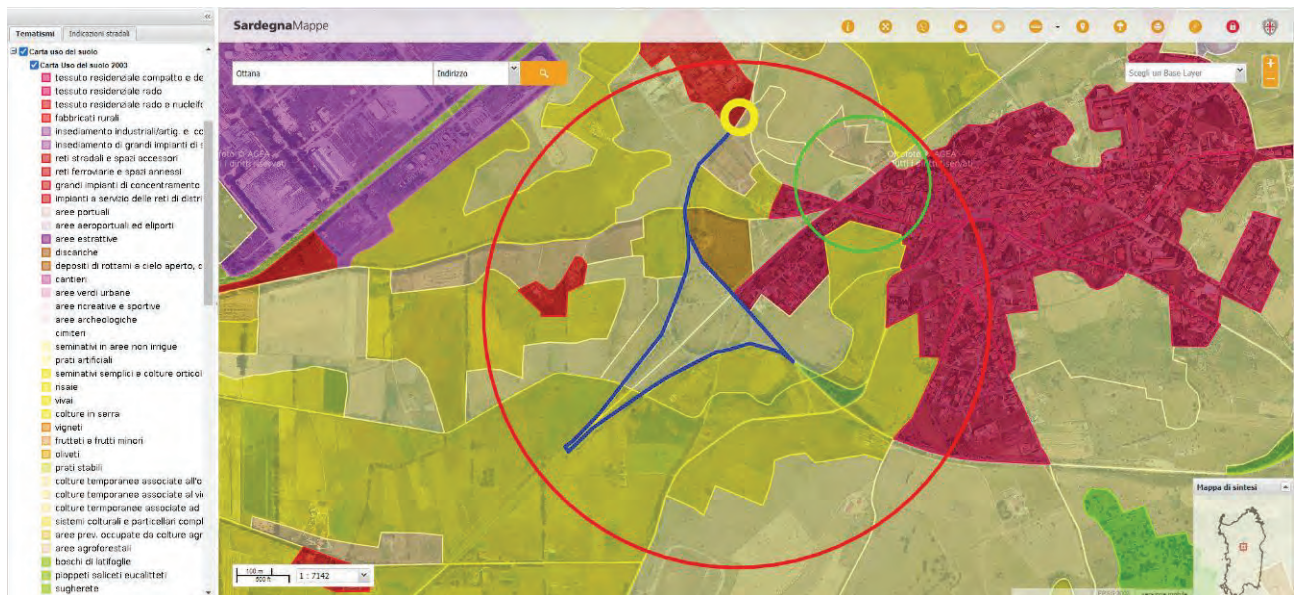 SardegnaMappe
Tematismi
Indicazioni stradali
Carta uso del suolo
Carta Uso del suolo 2003
tessuto residenziale compatto e de
tessuto residenziale rado
tessuto residenziale rado e nucleifo
fabbricati rurali
insediamento industriali/artig. e. co
insediamento di grandi impianti di s
reti stradali e spazi accessori
reti ferroviarie e spazi annessi
grandi impianti di concentramento
impianti a servizio delle reti di distri
aree portuali
aree aeroportuali ed eliporti
aree estrattive
discariche
depositi di rottami a cielo aperto, c
cantieri
aree verdi urbane
aree ricreative e sportive
aree archeologiche
cimiteri
seminativi in aree non irrigue
prati artificiali
seminativi semplici e colture orticol
risaie
vivai
colture in serra
vigneti
frutteti e frutti minori
oliveti
prati stabili
colture temporanee associate all'o
colture temporanee associate al vi
colture termporanee associate ad
sistemi colturali e particellari compl
aree prev. occupate da colture agr
aree agroforestali
boschi di latifoglie
pioppeti saliceti eucalitteti
sugherete
Ottana
Indirizzo
Scegli un Base Layer
Mappa di sintesi
100 m
500 ft
1 : 7142